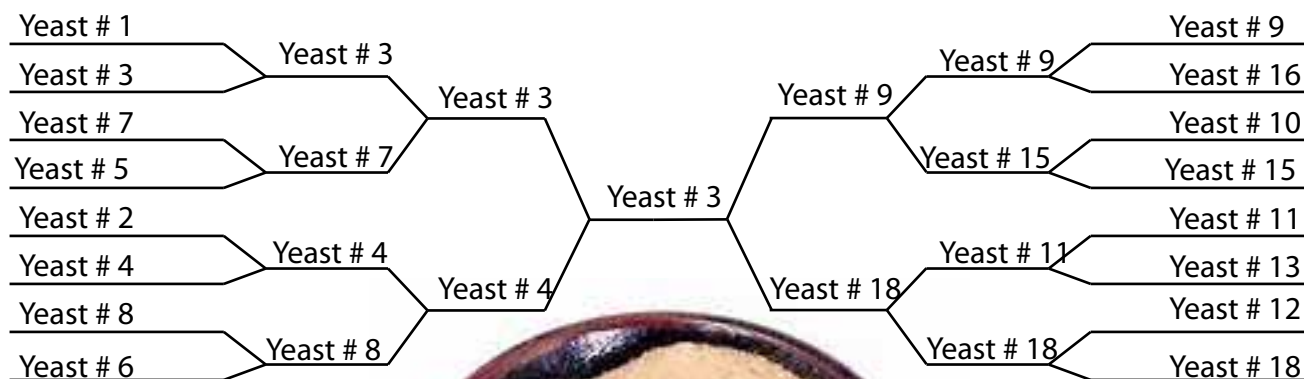 Yeast # 1
Yeast # 3
Yeast # 7
Yeast # 5
Yeast # 2
Yeast # 4
Yeast # 8
Yeast # 6
Yeast # 3
Yeast # 7
Yeast # 4
Yeast # 8
Yeast # 3
Yeast # 4
Yeast # 3
Yeast # 9
Yeast # 18
Yeast # 9
Yeast # 15
Yeast # 11
Yeast # 18
Yeast # 9
Yeast # 16
Yeast # 10
Yeast # 15
Yeast # 11
Yeast # 13
Yeast # 12
Yeast # 18